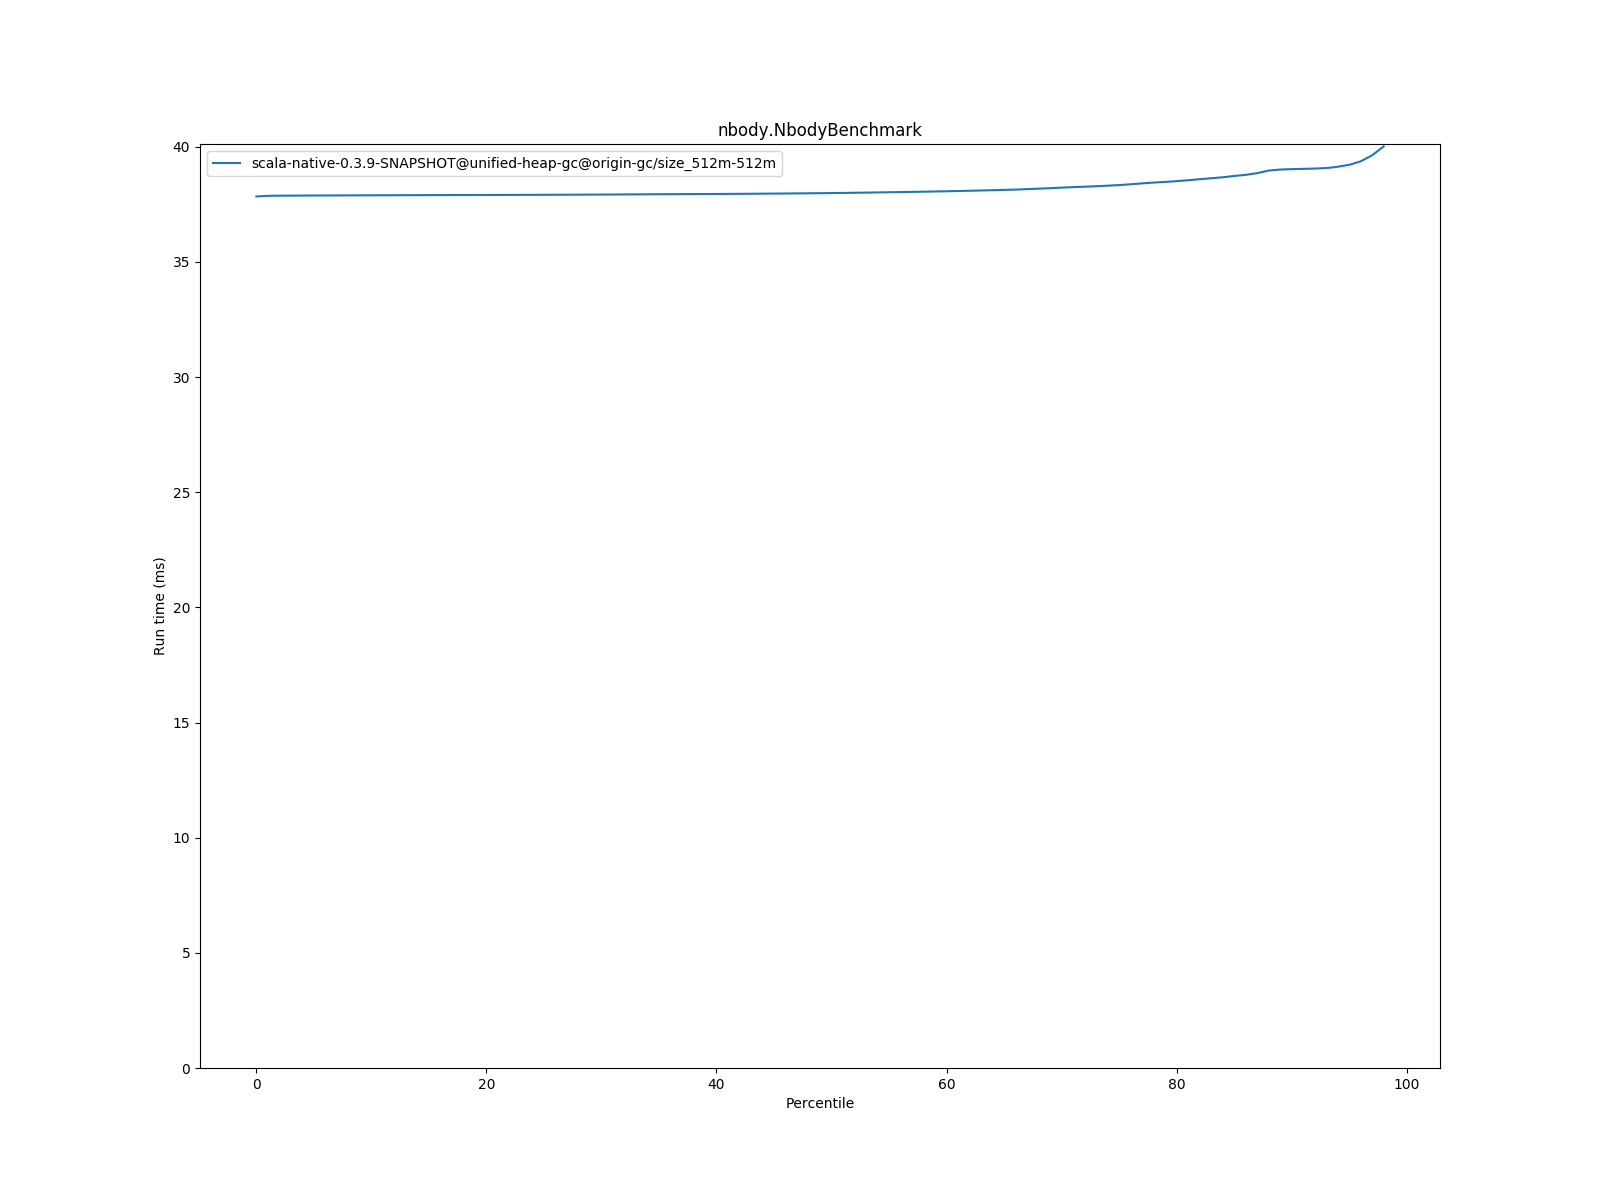 nbody.NbodyBenchmark
scala-native-0.3.9-SNAPSHOT@unified-heap-gc@origin-gc/size_512m-512m
40
35
30
25
20
15
10
5
0
Run time (ms)
0 20 40 60 80 100
Percentile